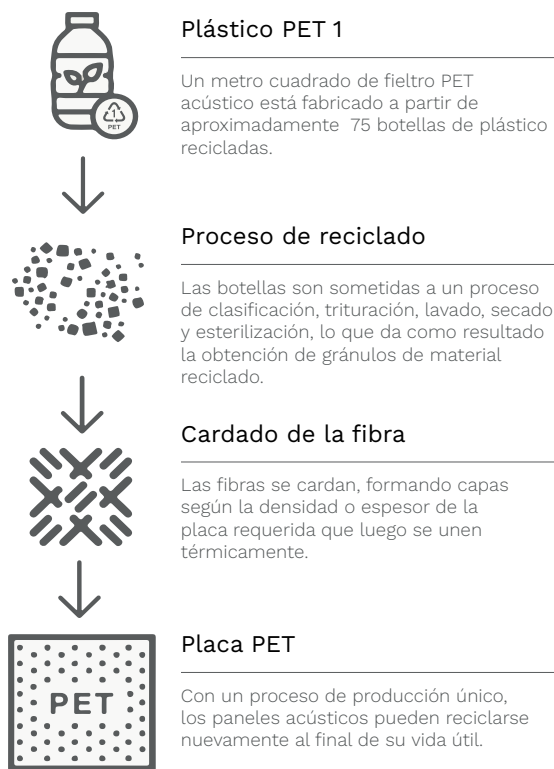 Plástico PET 1
Un metro cuadrado de fieltro PET
acústico está fabricado a partir de
aproximadamente  75 botellas de plástico
recicladas.
1
PET
Proceso de reciclado
Las botellas son sometidas a un proceso
de clasificación, trituración, lavado, secado
y esterilización, lo que da como resultado
la obtención de gránulos de material
reciclado.
Cardado de la fibra
Las fibras se cardan, formando capas
según la densidad o espesor de la
placa requerida que luego se unen
térmicamente.
Placa PET
PET
Con un proceso de producción único,
los paneles acústicos pueden reciclarse
nuevamente al final de su vida útil.